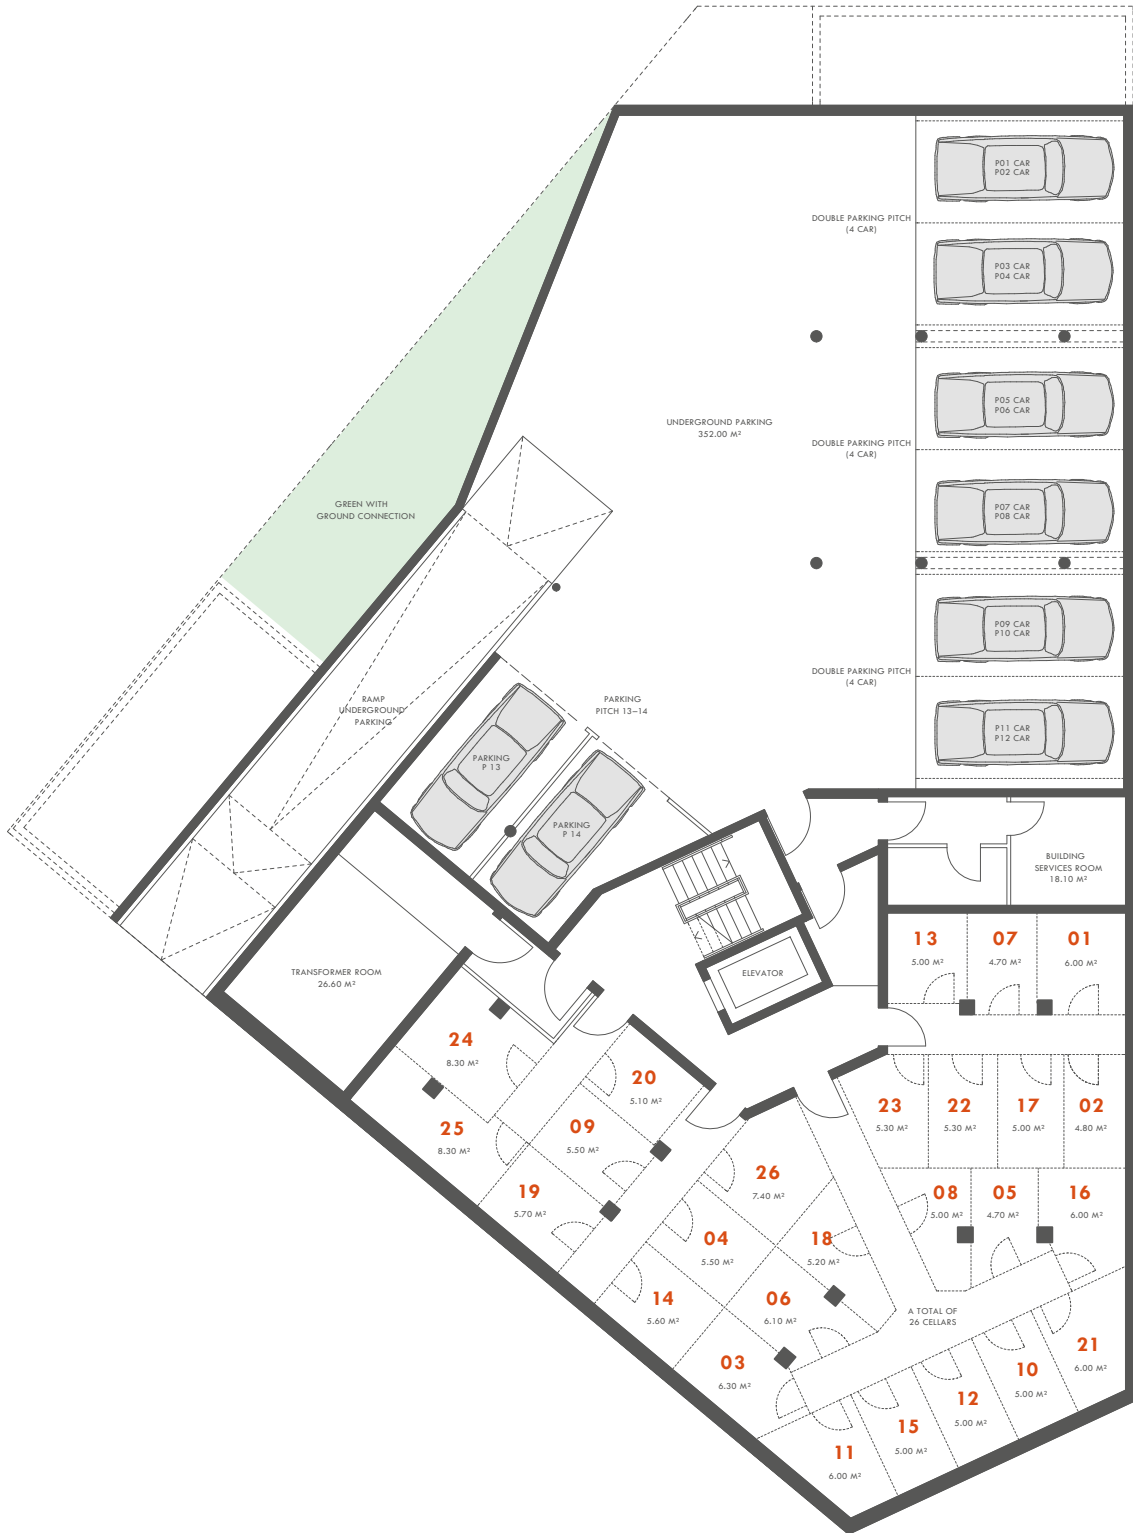 P01 CAR
P02 CAR
DOUBLE PARKING PITCH
(4 CAR)
P03 CAR
P04 CAR
P05 CAR
P06 CAR
UNDERGROUND PARKING
352.00 M²
DOUBLE PARKING PITCH
(4 CAR)
GREEN WITH
GROUND CONNECTION
P07 CAR
P08 CAR
P09 CAR
P10 CAR
DOUBLE PARKING PITCH
(4 CAR)
RAMP
UNDERGROUND
PARKING
PARKING
PITCH 13–14
P11 CAR
P12 CAR
PARKING
P 13
PARKING
P 14
BUILDING
SERVICES ROOM
18.10 M²
13
5.00 M²
07
4.70 M²
01
6.00 M²
TRANSFORMER ROOM
26.60 M²
ELEVATOR
24
8.30 M²
20
5.10 M²
23
5.30 M²
22
5.30 M²
17
5.00 M²
02
4.80 M²
25
8.30 M²
09
5.50 M²
26
7.40 M²
19
5.70 M²
08
5.00 M²
05
4.70 M²
16
6.00 M²
04
5.50 M²
18
5.20 M²
14
5.60 M²
06
6.10 M²
A TOTAL OF
26 CELLARS
03
6.30 M²
21
6.00 M²
10
5.00 M²
12
5.00 M²
15
5.00 M²
11
6.00 M²